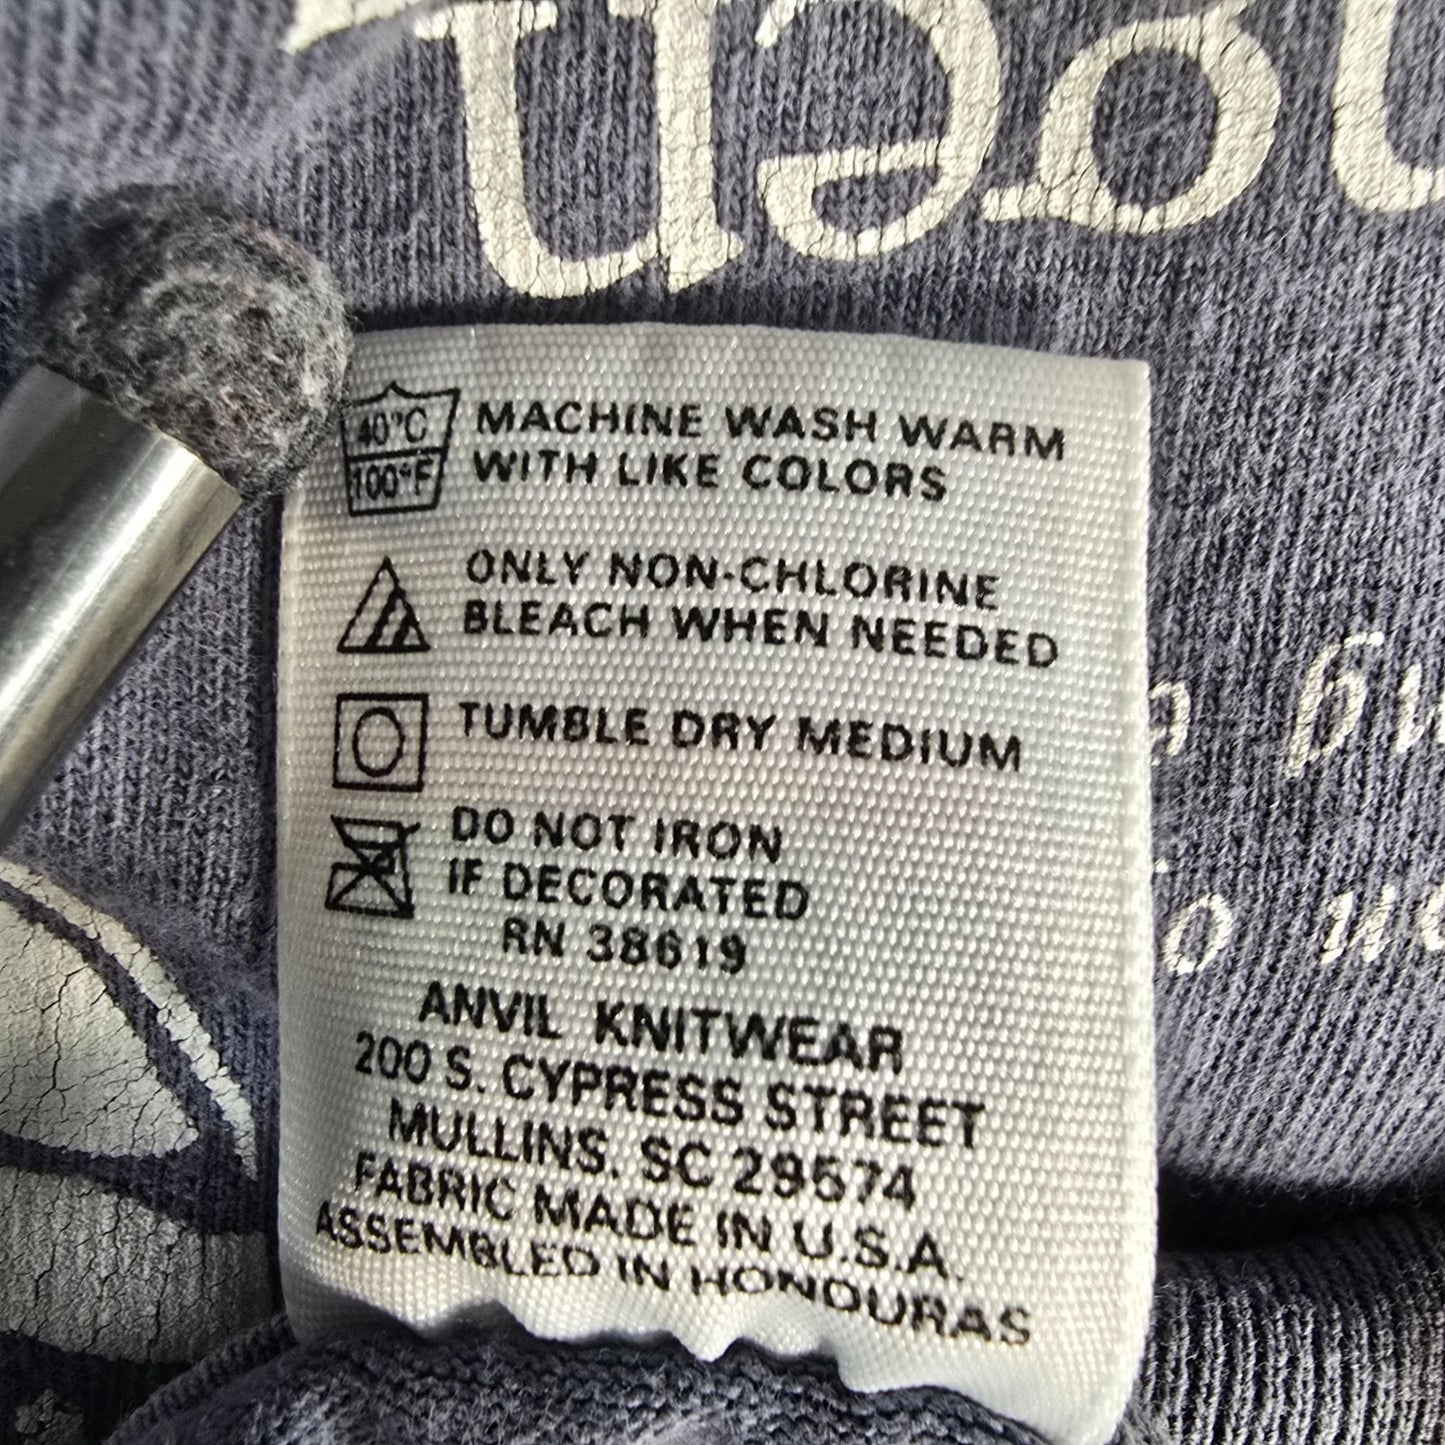 40°C
100°F
MACHINE WASH WARM
WITH LIKE COLORS
ONLY NON-CHLORINE
BLEACH WHEN NEEDED
TUMBLE DRY MEDIUM
DO NOT IRON
IF DECORATED
RN 38619
ANVIL KNITWEAR
200 S. CYPRESS STREET
MULLINS, SC 29574
FABRIC MADE IN U.S.A.
ASSEMBLED IN HONDURAS